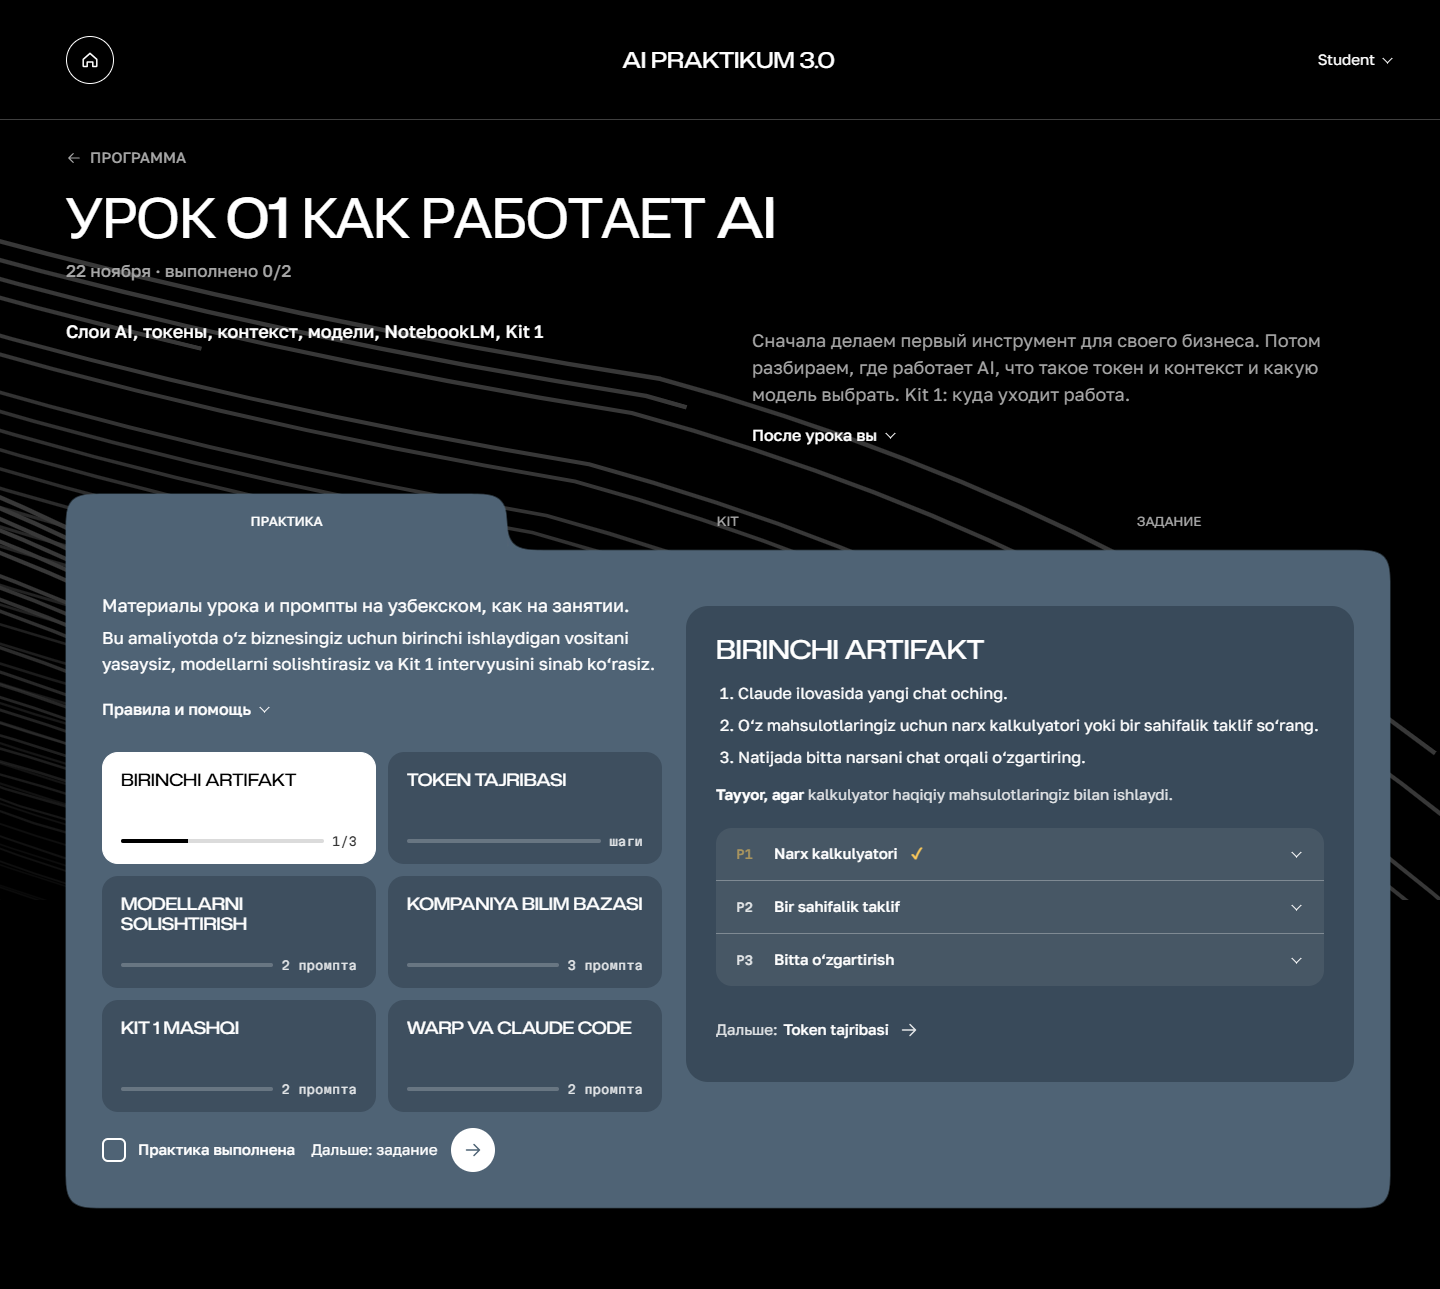 AI PRAKTIKUM 3.0
Student
ПРОГРАММА
УРОК 01 КАК РАБОТАЕТ AI
22 ноября · выполнено 0/2
Слои AI, токены, контекст, модели, NotebookLM, Kit 1
Сначала делаем первый инструмент для своего бизнеса. Потом
разбираем, где работает AI, что такое токен и контекст и какую
модель выбрать. Kit 1: куда уходит работа.
После урока вы
ПРАКТИКА
KIT
ЗАДАНИЕ
Материалы урока и промпты на узбекском, как на занятии.
Bu amaliyotda oʻz biznesingiz uchun birinchi ishlaydigan vositani
yasaysiz, modellarni solishtirasiz va Kit 1 intervyusini sinab koʻrasiz.
Правила и помощь
BIRINCHI ARTIFAKT
1/3
TOKEN TAJRIBASI
шаги
MODELLARNI
SOLISHTIRISH
2 промпта
KOMPANIYA BILIM BAZASI
3 промпта
KIT 1 MASHQI
2 промпта
WARP VA CLAUDE CODE
2 промпта
Практика выполнена
Дальше: задание
BIRINCHI ARTIFAKT
1. Claude ilovasida yangi chat oching.
2. Oʻz mahsulotlaringiz uchun narx kalkulyatori yoki bir sahifalik taklif soʻrang.
3. Natijada bitta narsani chat orqali oʻzgartiring.
Tayyor, agar kalkulyator haqiqiy mahsulotlaringiz bilan ishlaydi.
P1 Narx kalkulyatori ✓
P2 Bir sahifalik taklif
P3 Bitta oʻzgartirish
Дальше: Token tajribasi